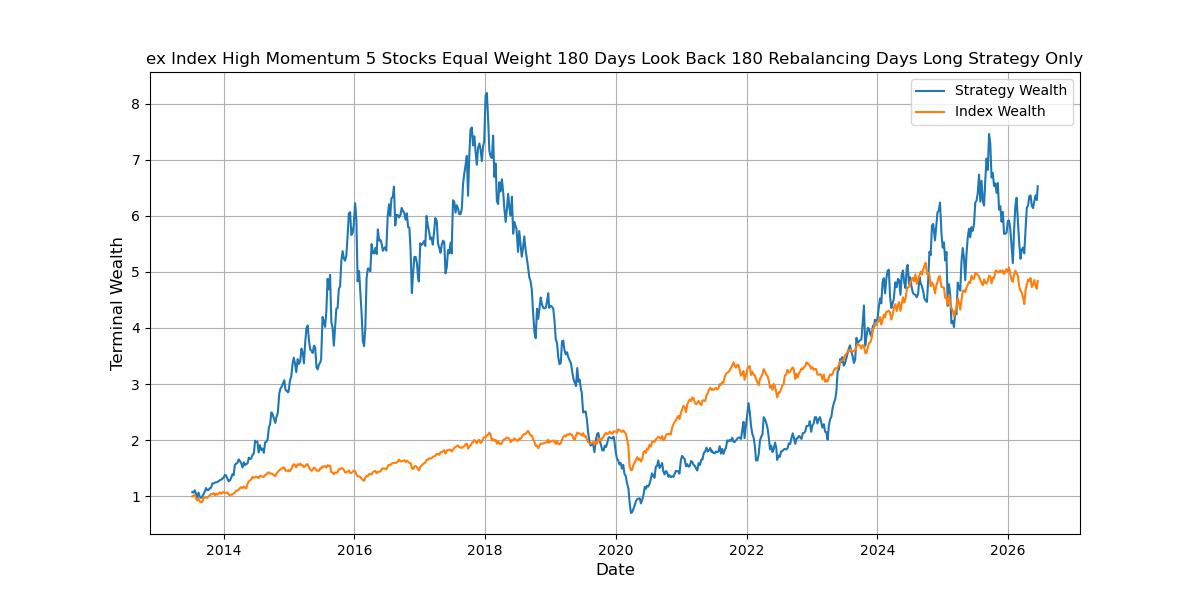 ex Index High Momentum 5 Stocks Equal Weight 180 Days Look Back 180 Rebalancing Days Long Strategy Only
Strategy Wealth
Index Wealth
Terminal Wealth
8
7
6
5
4
3
2
1
2014 2016 2018 2020 2022 2024 2026
Date